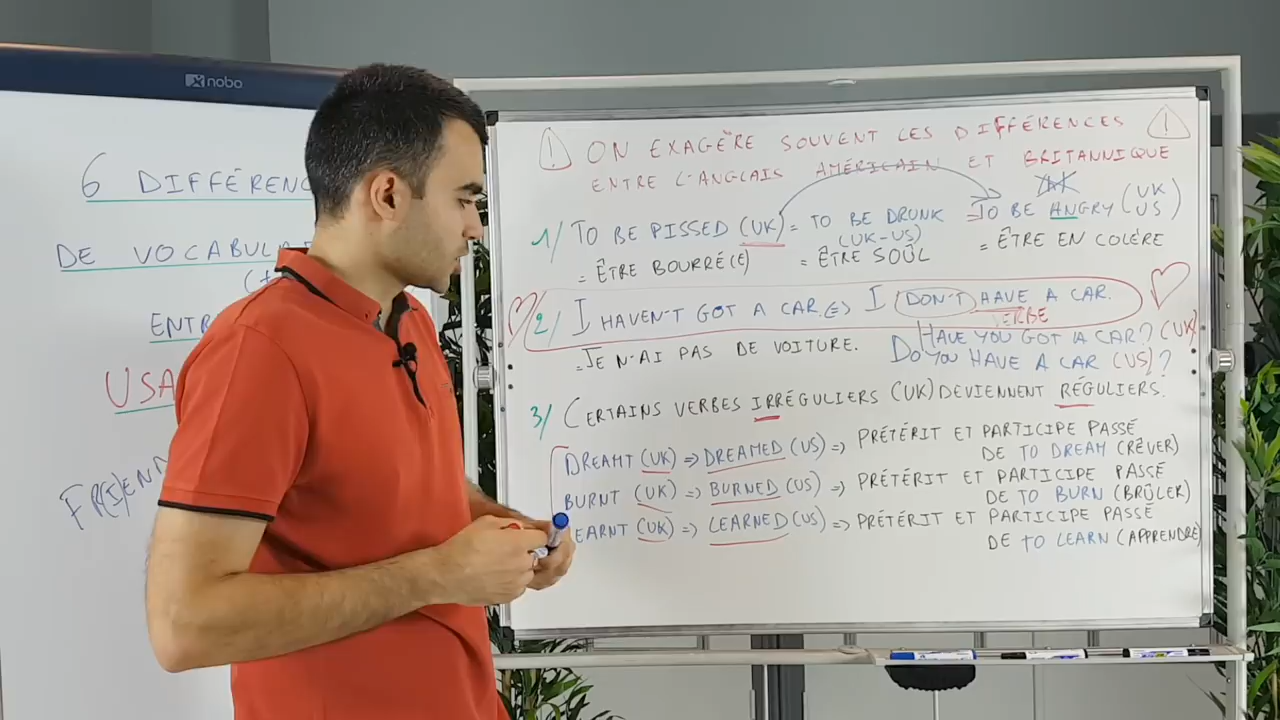 nobo
6 DIFFÉREN
DE VOCABULA
ENTR
USA
FRIEND
ON EXAGÈRE SOUVENT LES DIFFÉRENCES
ENTRE L'ANGLAIS AMÉRICAIN ET BRITANNIQUE
1/ TO BE PISSED (UK) = TO BE DRUNK (UK-US) = TO BE ANGRY (UK US)
= ÊTRE BOURRÉ(E) = ÊTRE SOÛL = ÊTRE EN COLÈRE
2/ I HAVEN'T GOT A CAR. <=> I DON'T HAVE A CAR.
VERBE
= JE N'AI PAS DE VOITURE. HAVE YOU GOT A CAR? (UK)
DO YOU HAVE A CAR (US)?
3/ CERTAINS VERBES IRRÉGULIERS (UK) DEVIENNENT RÉGULIERS.
DREAMT (UK) => DREAMED (US) => PRÉTÉRIT ET PARTICIPE PASSÉ
DE TO DREAM (RÊVER)
BURNT (UK) => BURNED (US) => PRÉTÉRIT ET PARTICIPE PASSÉ
DE TO BURN (BRÛLER)
EARNT (UK) => LEARNED (US) => PRÉTÉRIT ET PARTICIPE PASSÉ
DE TO LEARN (APPRENDRE)